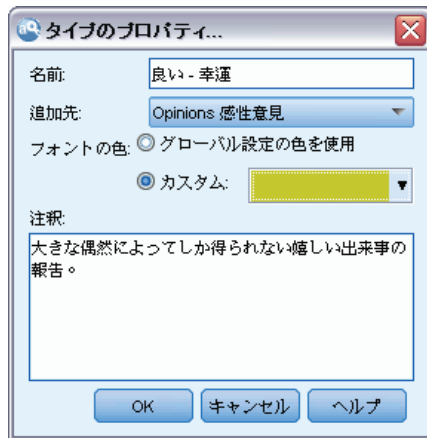 タイプのプロパティ...
名前: 良い - 幸運
追加先: Opinions 感性意見
フォントの色: グローバル設定の色を使用
カスタム:
注釈:
大きな偶然によってしか得られない嬉しい出来事の
報告。
OK キャンセル ヘルプ